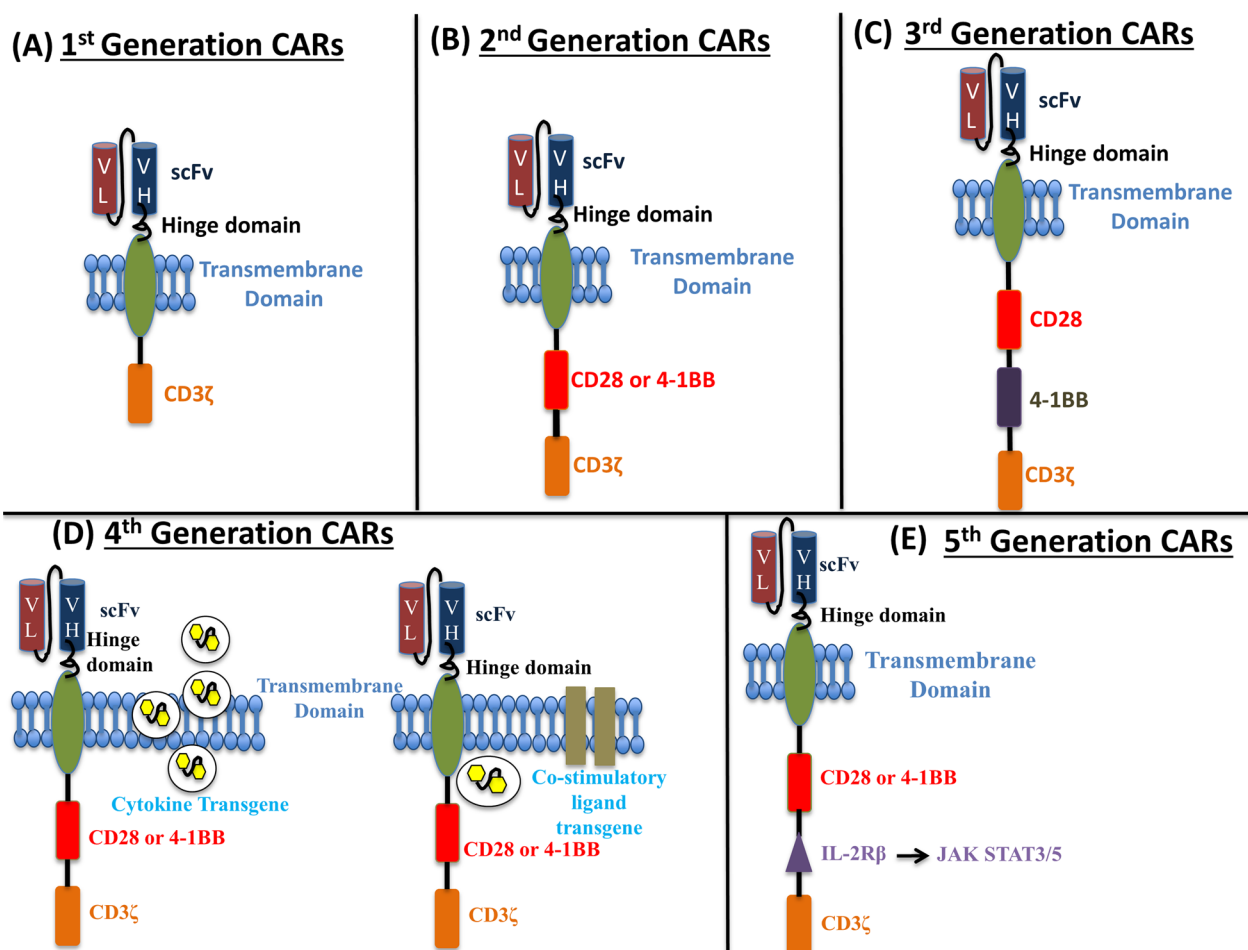 (A) 1st Generation CARs
V
L
V
H
scFv
Hinge domain
Transmembrane
Domain
CD3ζ
(B) 2nd Generation CARs
V
L
V
H
scFv
Hinge domain
Transmembrane
Domain
CD28 or 4-1BB
CD3ζ
(C) 3rd Generation CARs
V
L
V
H
scFv
Hinge domain
Transmembrane
Domain
CD28
4-1BB
CD3ζ
(D) 4th Generation CARs
V
L
V
H
scFv
Hinge
domain
Transmembrane
Domain
Cytokine Transgene
CD28 or 4-1BB
CD3ζ
V
L
V
H
scFv
Hinge domain
Co-stimulatory
ligand
transgene
CD28 or 4-1BB
CD3ζ
(E) 5th Generation CARs
V
L
V
H
scFv
Hinge domain
Transmembrane
Domain
CD28 or 4-1BB
IL-2Rβ → JAK STAT3/5
CD3ζ